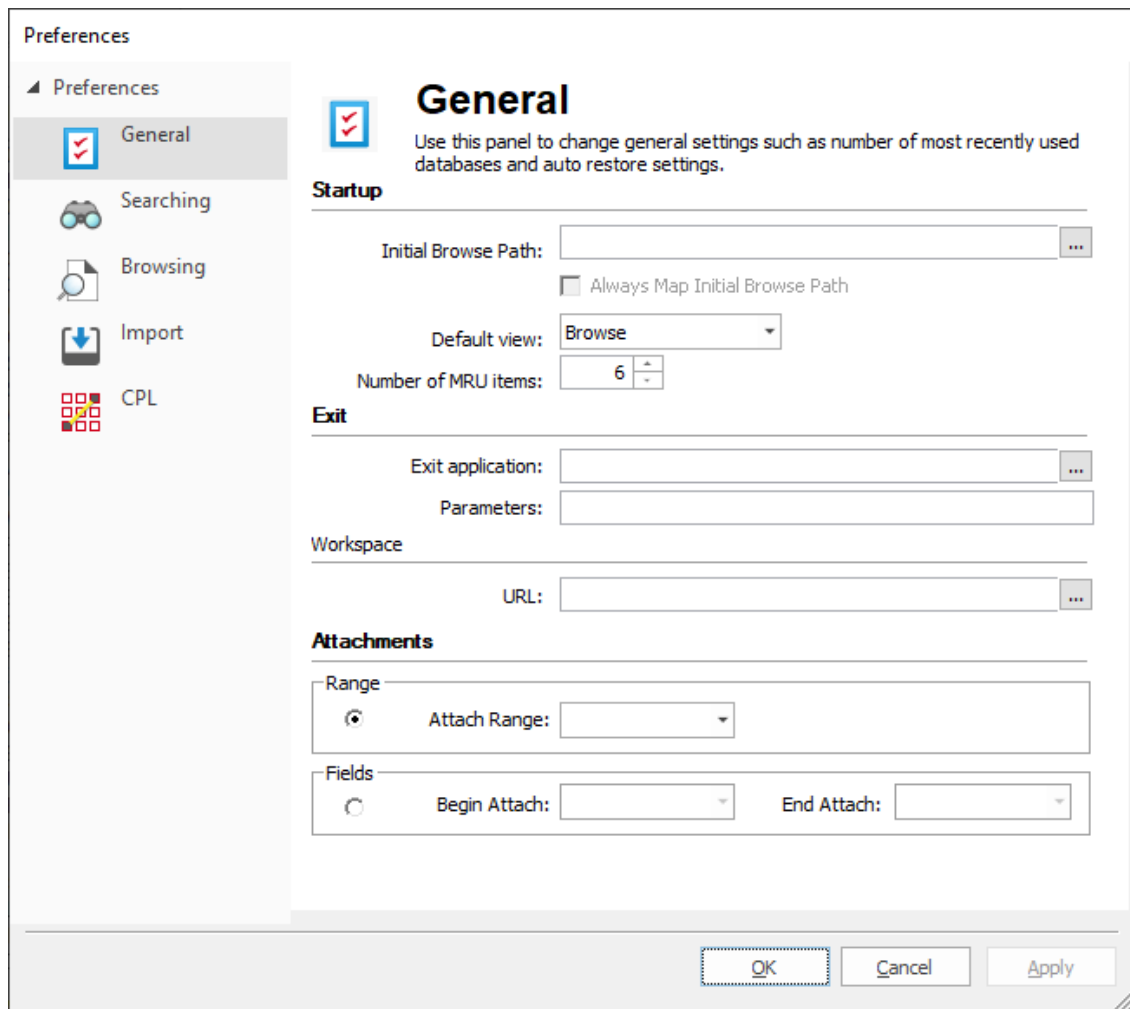 Preferences
Preferences
General
Searching
Browsing
Import
CPL
General
Use this panel to change general settings such as number of most recently used
databases and auto restore settings.
Startup
Initial Browse Path: ...
Always Map Initial Browse Path
Default view: Browse
Number of MRU items: 6
Exit
Exit application: ...
Parameters:
Workspace
URL: ...
Attachments
Range
Attach Range:
Fields
Begin Attach: End Attach:
OK Cancel Apply